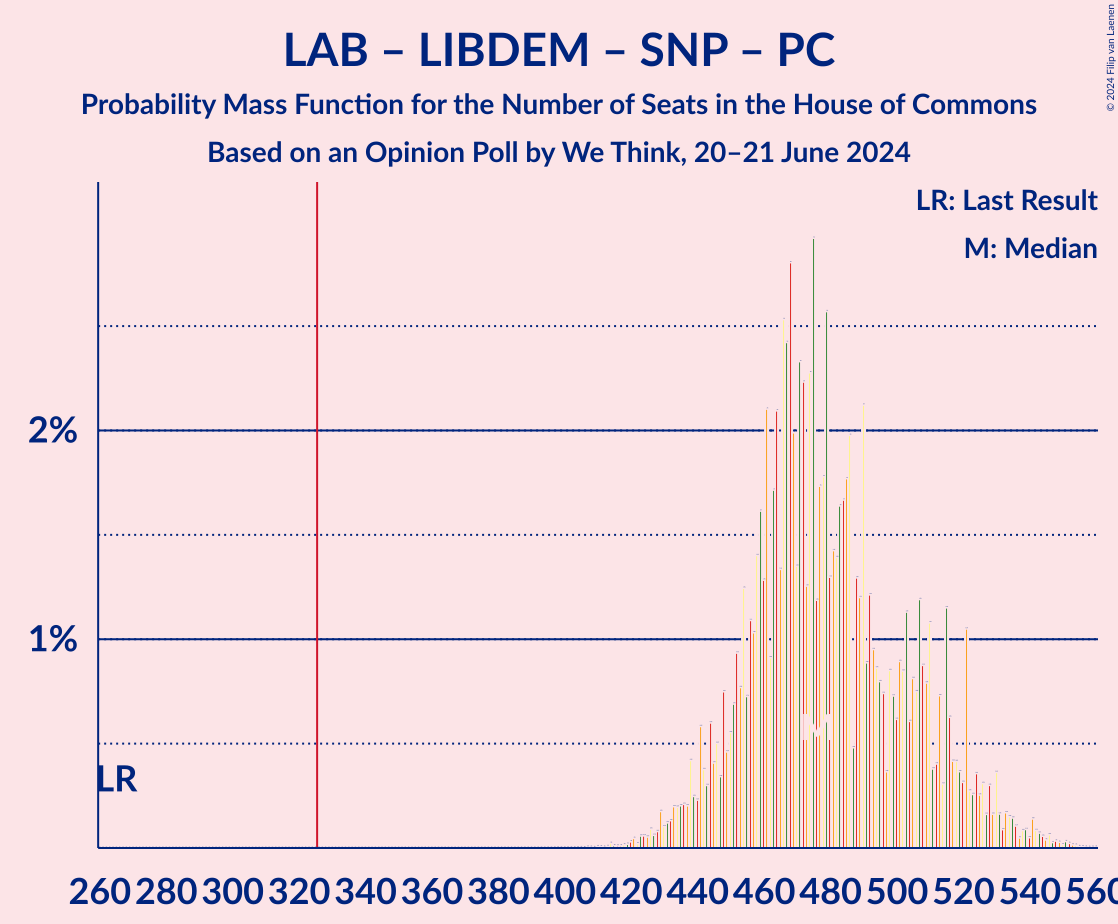 LAB – LIBDEM – SNP – PC
Probability Mass Function for the Number of Seats in the House of Commons
Based on an Opinion Poll by We Think, 20–21 June 2024
© 2024 Filip van Laenen
LR: Last Result
M: Median
2%
1%
LR
M
260 280 300 320 340 360 380 400 420 440 460 480 500 520 540 560